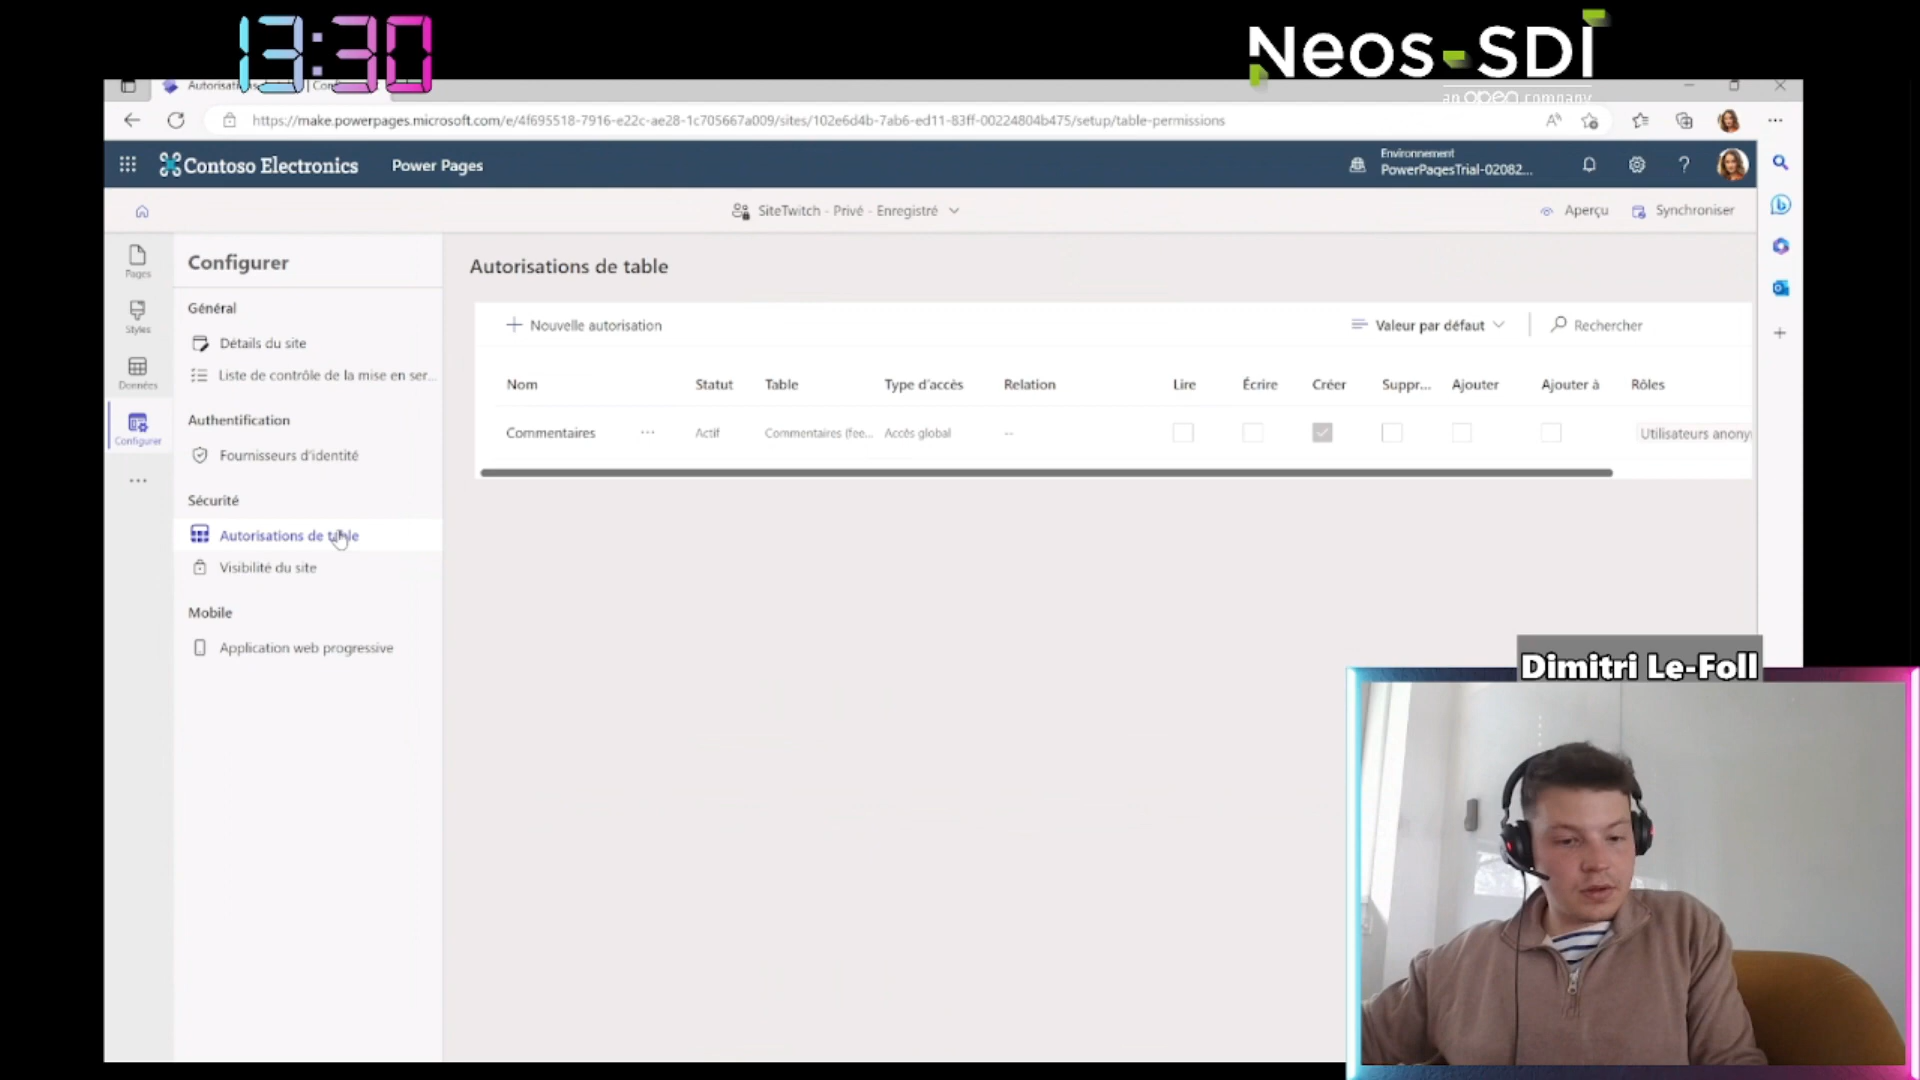 13:30
Neos-SDI
an open company
https://make.powerpages.microsoft.com/e/4f695518-7916-e22c-ae28-1c705667a009/sites/102e6d4b-7ab6-ed11-83ff-00224804b475/setup/table-permissions
Contoso Electronics
Power Pages
Environnement
PowerPagesTrial-02082...
SiteTwitch - Privé - Enregistré
Aperçu
Synchroniser
Pages
Styles
Données
Configurer
Configurer
Général
Détails du site
Liste de contrôle de la mise en ser...
Authentification
Fournisseurs d'identité
Sécurité
Autorisations de table
Visibilité du site
Mobile
Application web progressive
Autorisations de table
Nouvelle autorisation
Valeur par défaut
Rechercher
Nom Statut Table Type d'accès Relation Lire Écrire Créer Suppr... Ajouter Ajouter à Rôles
Commentaires ... Actif Commentaires (fee... Accès global -- Utilisateurs anony
Dimitri Le-Foll